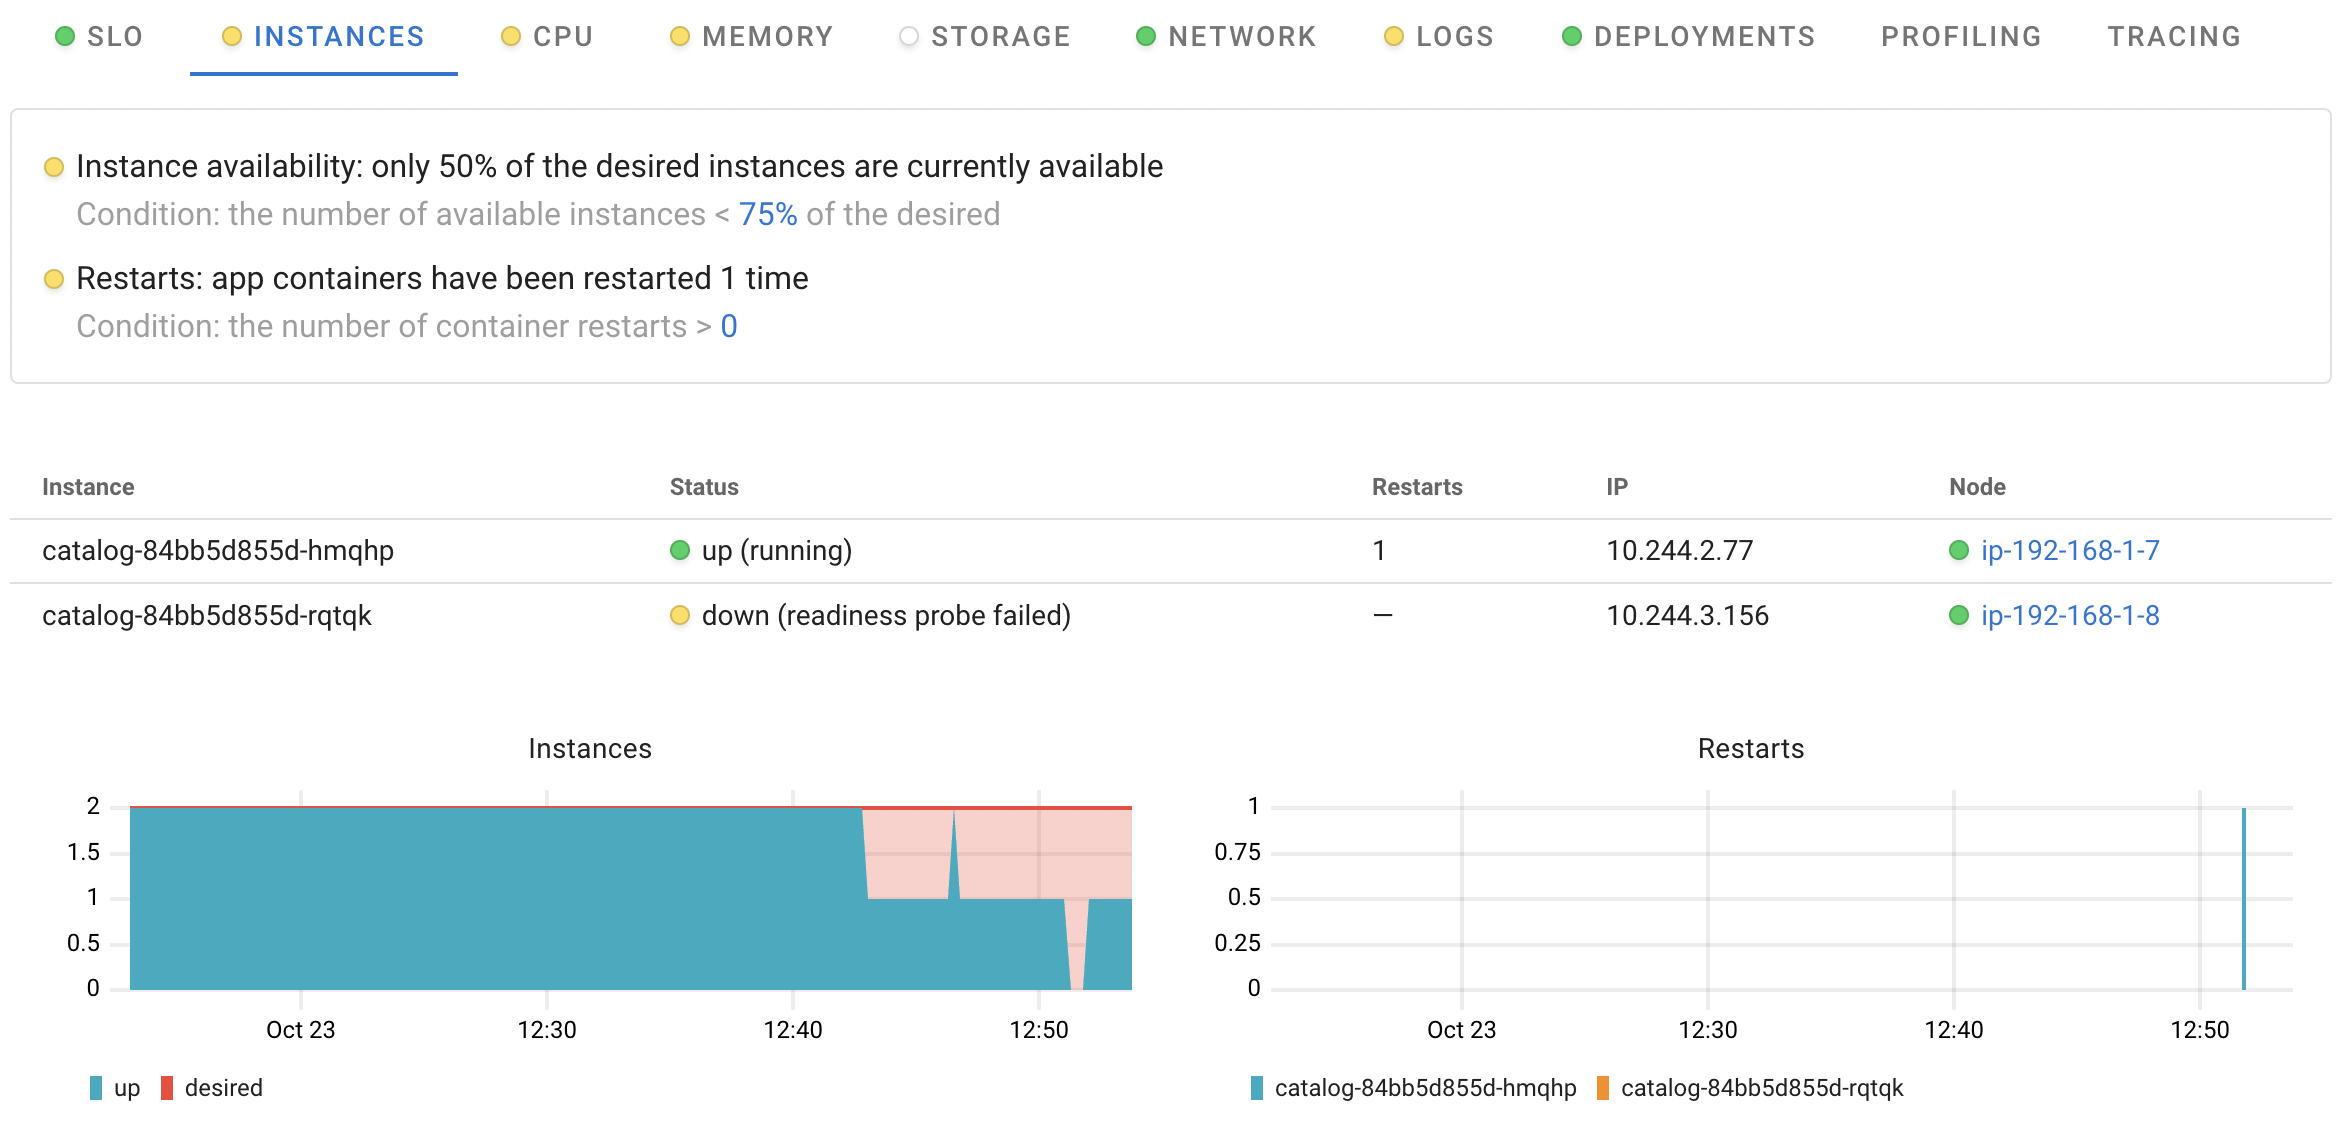 SLO INSTANCES CPU MEMORY STORAGE NETWORK LOGS DEPLOYMENTS PROFILING TRACING
Instance availability: only 50% of the desired instances are currently available
Condition: the number of available instances < 75% of the desired
Restarts: app containers have been restarted 1 time
Condition: the number of container restarts > 0
Instance Status Restarts IP Node
catalog-84bb5d855d-hmqhp up (running) 1 10.244.2.77 ip-192-168-1-7
catalog-84bb5d855d-rqtqk down (readiness probe failed) – 10.244.3.156 ip-192-168-1-8
Instances
2
1.5
1
0.5
0
Oct 23 12:30 12:40 12:50
up desired
Restarts
1
0.75
0.5
0.25
0
Oct 23 12:30 12:40 12:50
catalog-84bb5d855d-hmqhp catalog-84bb5d855d-rqtqk